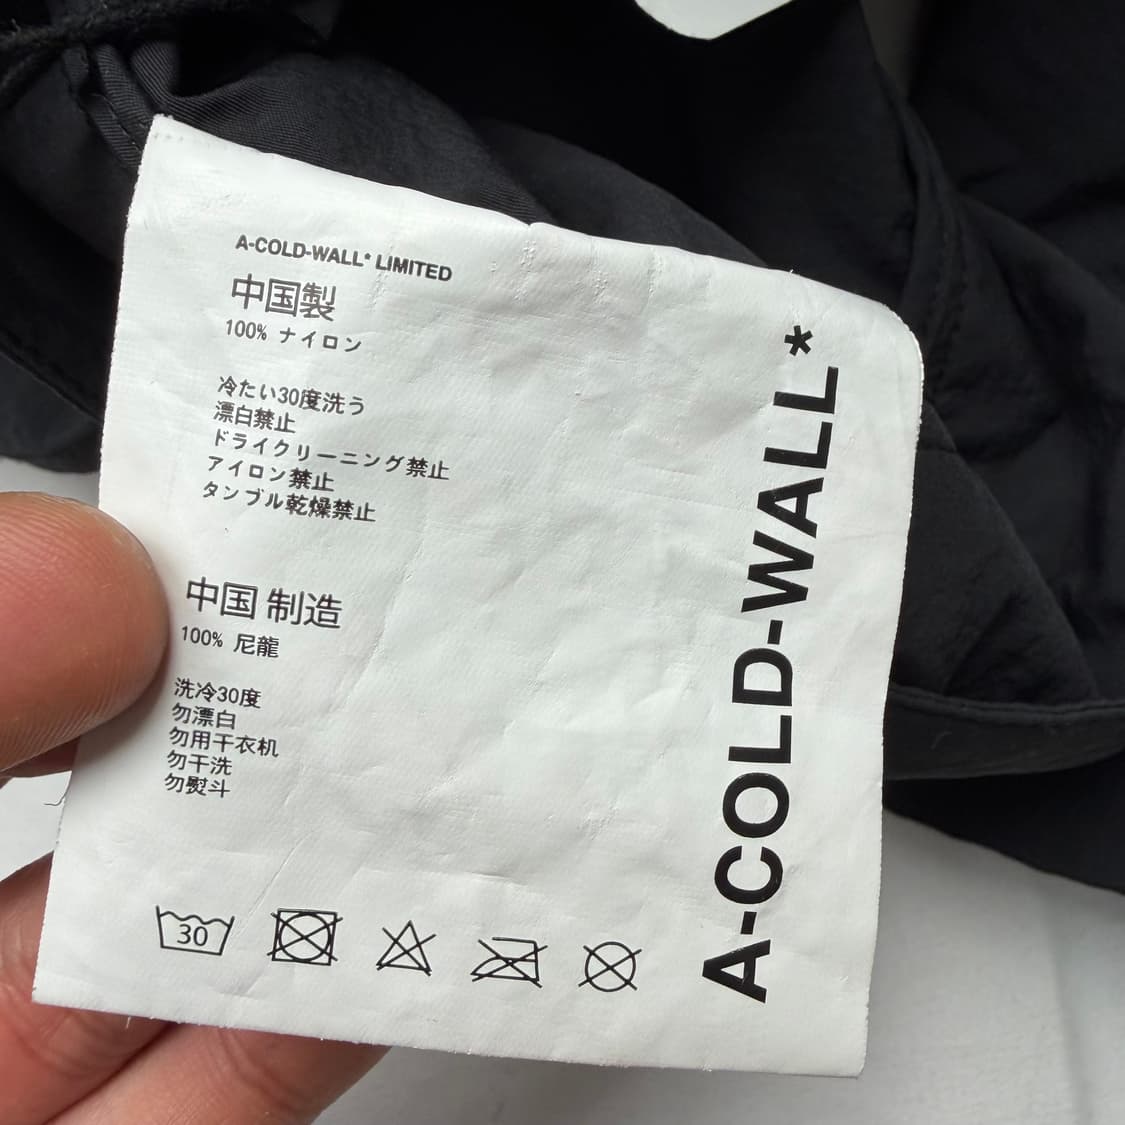 A-COLD-WALL* LIMITED
中国製
100% ナイロン
冷たい30度洗う
漂白禁止
ドライクリーニング禁止
アイロン禁止
タンブル乾燥禁止
中国 制造
100% 尼龍
洗冷30度
勿漂白
勿用干衣机
勿干洗
勿熨斗
30
A-COLD-WALL*